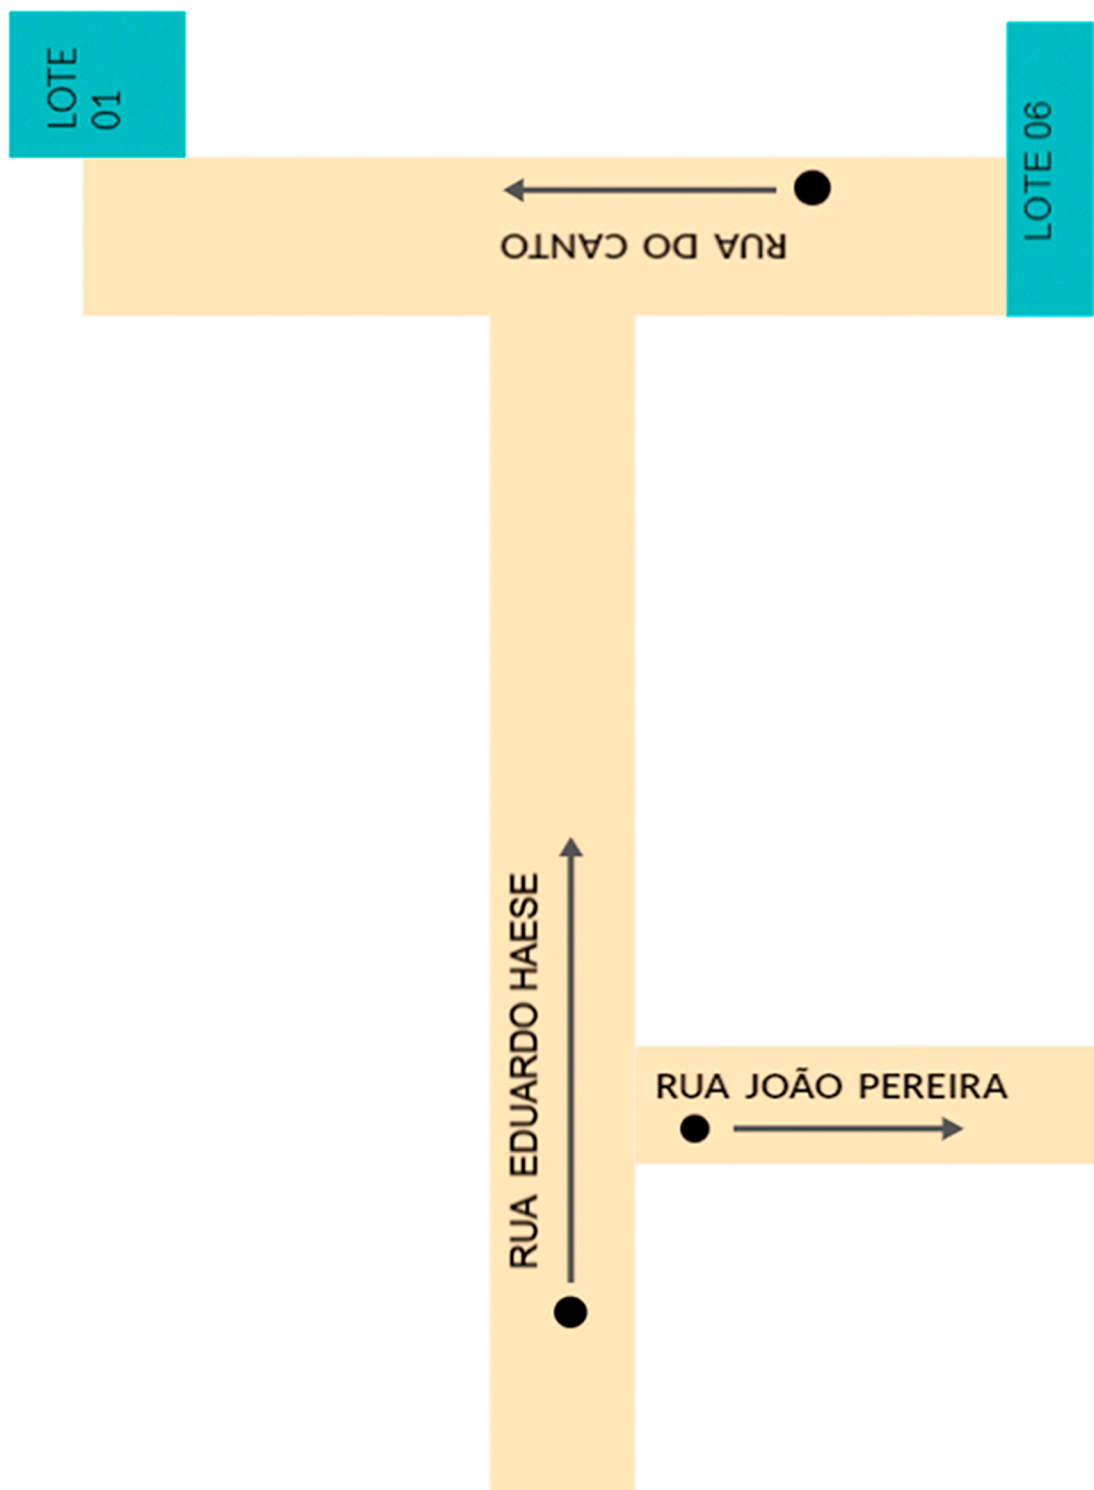 LOTE
01
LOTE 06
RUA DO CANTO
RUA EDUARDO HAESE
RUA JOÃO PEREIRA